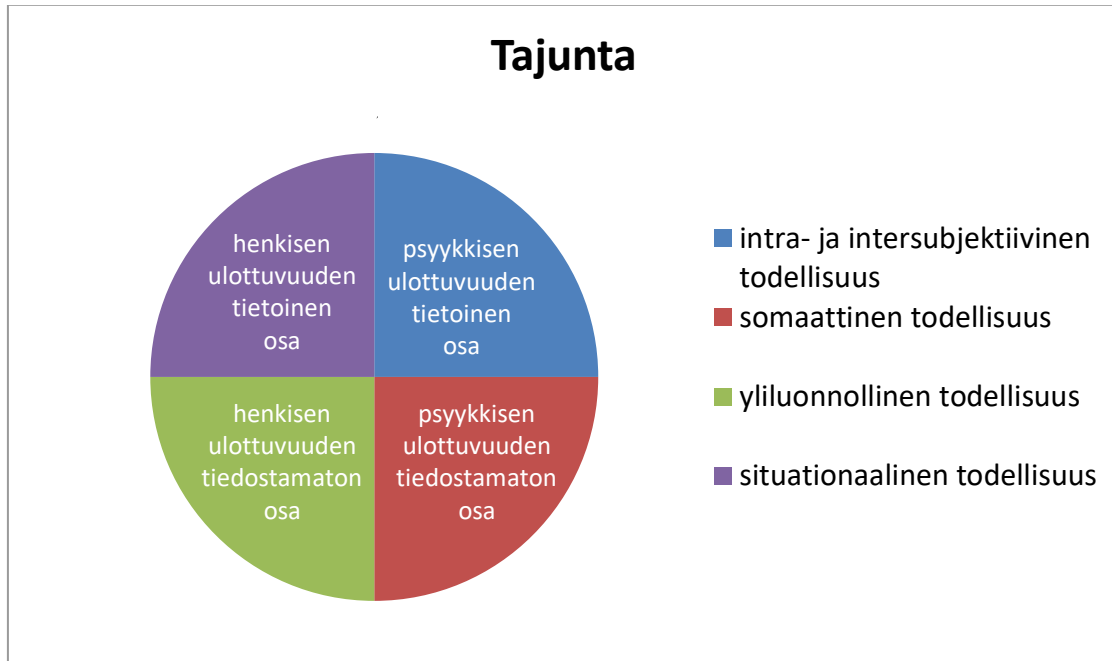 Tajunta
henkisen
ulottuvuuden
tietoinen
osa
psyykkisen
ulottuvuuden
tietoinen
osa
henkisen
ulottuvuuden
tiedostamaton
osa
psyykkisen
ulottuvuuden
tiedostamaton
osa
intra- ja intersubjektiivinen
todellisuus
somaattinen todellisuus
yliluonnollinen todellisuus
situationaalinen todellisuus